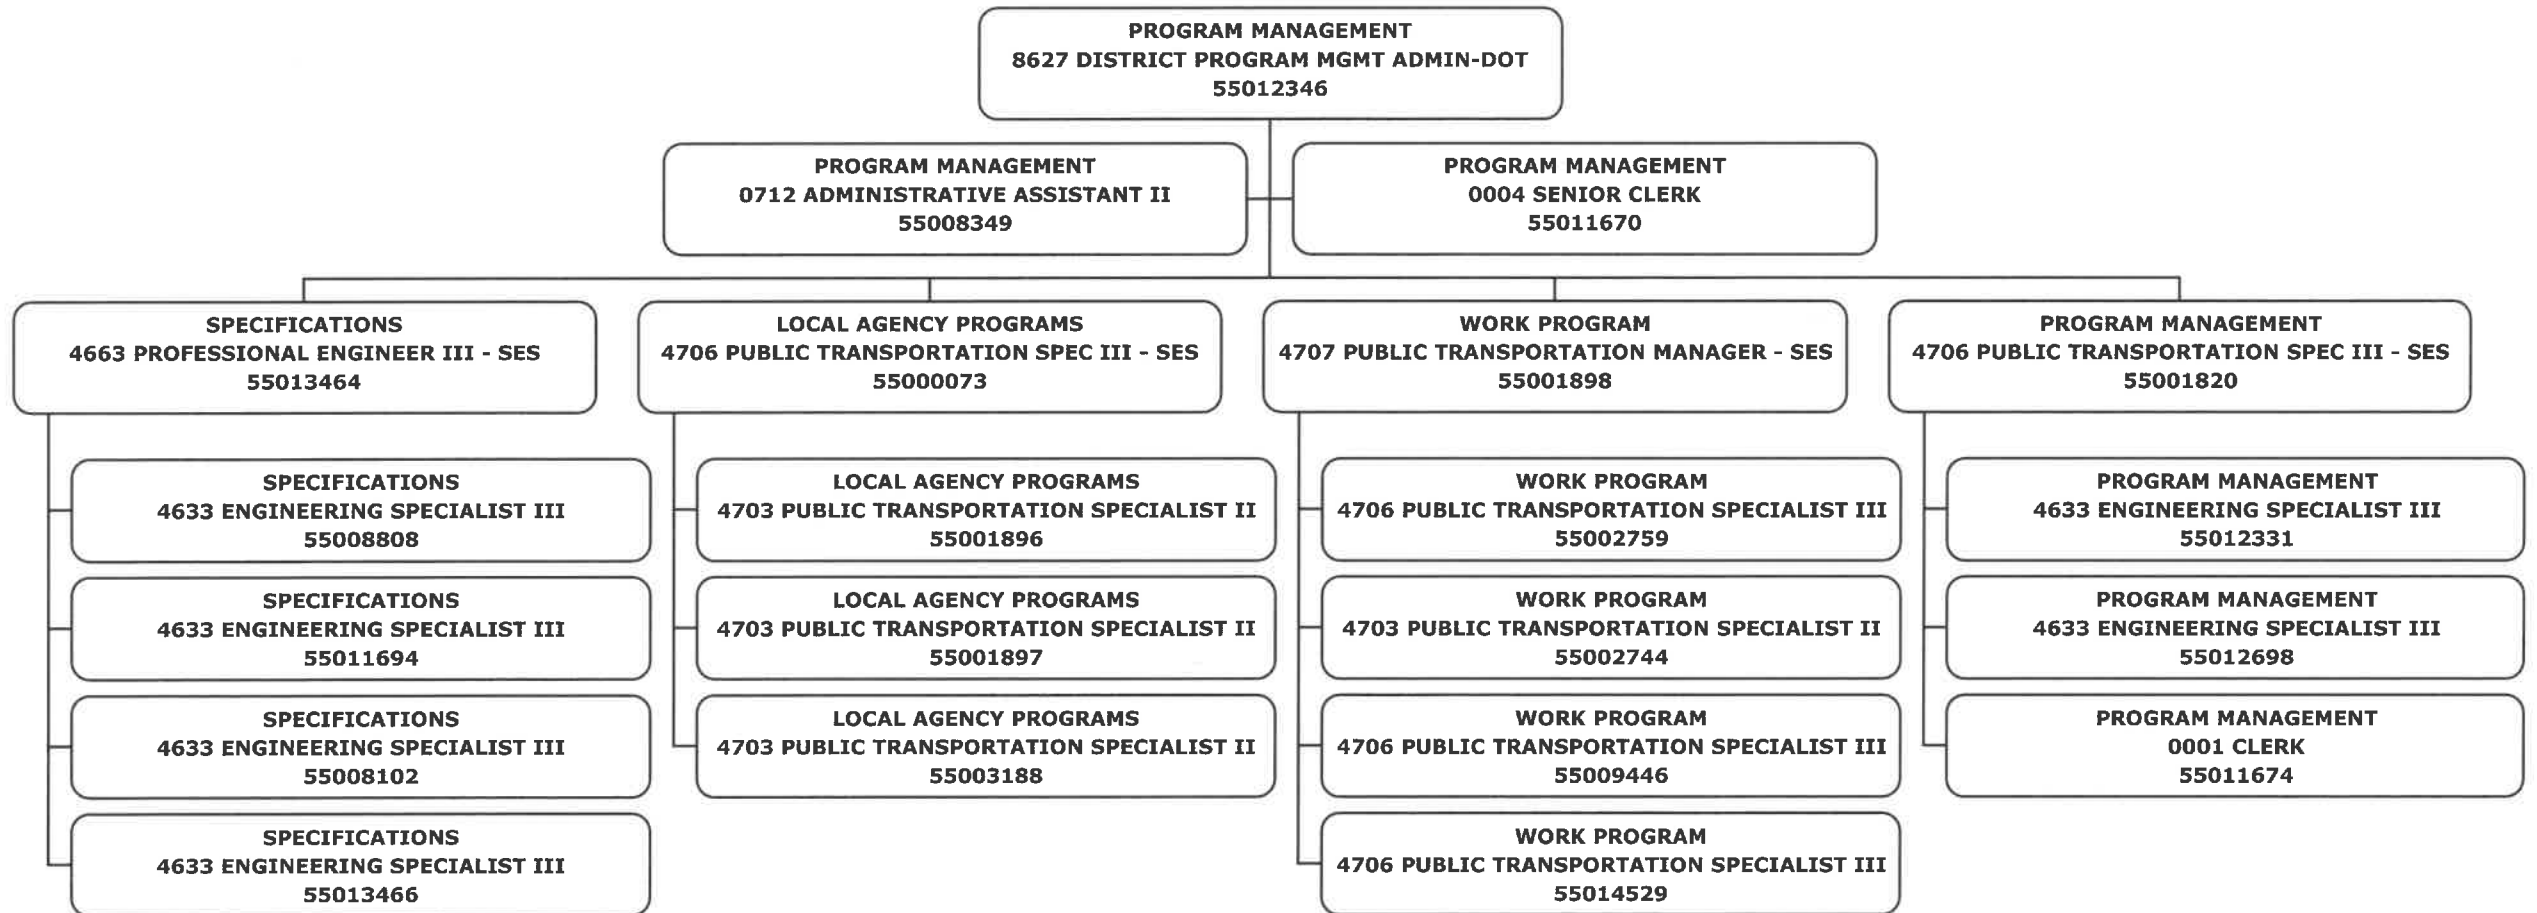 PROGRAM MANAGEMENT
8627 DISTRICT PROGRAM MGMT ADMIN-DOT
55012346
PROGRAM MANAGEMENT
0712 ADMINISTRATIVE ASSISTANT II
55008349
PROGRAM MANAGEMENT
0004 SENIOR CLERK
55011670
SPECIFICATIONS
4663 PROFESSIONAL ENGINEER III - SES
55013464
SPECIFICATIONS
4633 ENGINEERING SPECIALIST III
55008808
SPECIFICATIONS
4633 ENGINEERING SPECIALIST III
55011694
SPECIFICATIONS
4633 ENGINEERING SPECIALIST III
55008102
SPECIFICATIONS
4633 ENGINEERING SPECIALIST III
55013466
LOCAL AGENCY PROGRAMS
4706 PUBLIC TRANSPORTATION SPEC III - SES
55000073
LOCAL AGENCY PROGRAMS
4703 PUBLIC TRANSPORTATION SPECIALIST II
55001896
LOCAL AGENCY PROGRAMS
4703 PUBLIC TRANSPORTATION SPECIALIST II
55001897
LOCAL AGENCY PROGRAMS
4703 PUBLIC TRANSPORTATION SPECIALIST II
55003188
WORK PROGRAM
4707 PUBLIC TRANSPORTATION MANAGER - SES
55001898
WORK PROGRAM
4706 PUBLIC TRANSPORTATION SPECIALIST III
55002759
WORK PROGRAM
4703 PUBLIC TRANSPORTATION SPECIALIST II
55002744
WORK PROGRAM
4706 PUBLIC TRANSPORTATION SPECIALIST III
55009446
WORK PROGRAM
4706 PUBLIC TRANSPORTATION SPECIALIST III
55014529
PROGRAM MANAGEMENT
4706 PUBLIC TRANSPORTATION SPEC III - SES
55001820
PROGRAM MANAGEMENT
4633 ENGINEERING SPECIALIST III
55012331
PROGRAM MANAGEMENT
4633 ENGINEERING SPECIALIST III
55012698
PROGRAM MANAGEMENT
0001 CLERK
55011674